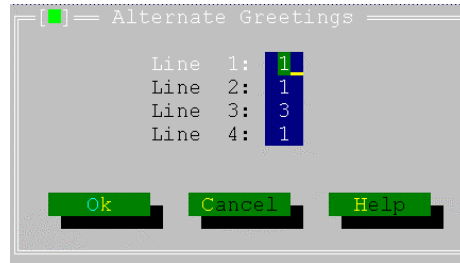 Alternate Greetings
Line 1: 1
Line 2: 1
Line 3: 3
Line 4: 1
Ok Cancel Help